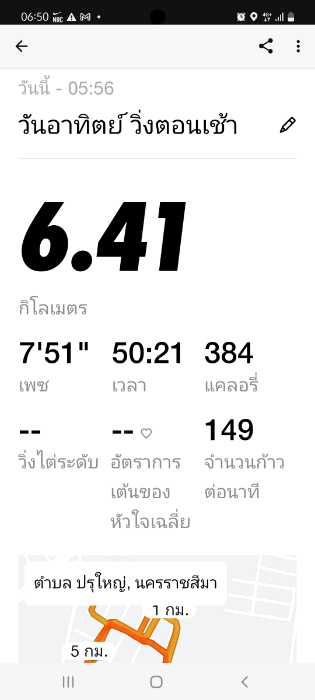 06:50
วันนี้ - 05:56
วันอาทิตย์ วิ่งตอนเช้า
6.41
กิโลเมตร
7'51" 50:21 384
เพซ เวลา แคลอรี่
-- -- 149
วิ่งไต่ระดับ อัตราการ จำนวนก้าว
เต้นของ ต่อนาที
หัวใจเฉลี่ย
ตำบล ปรุใหญ่, นครราชสีมา
1 กม.
5 กม.